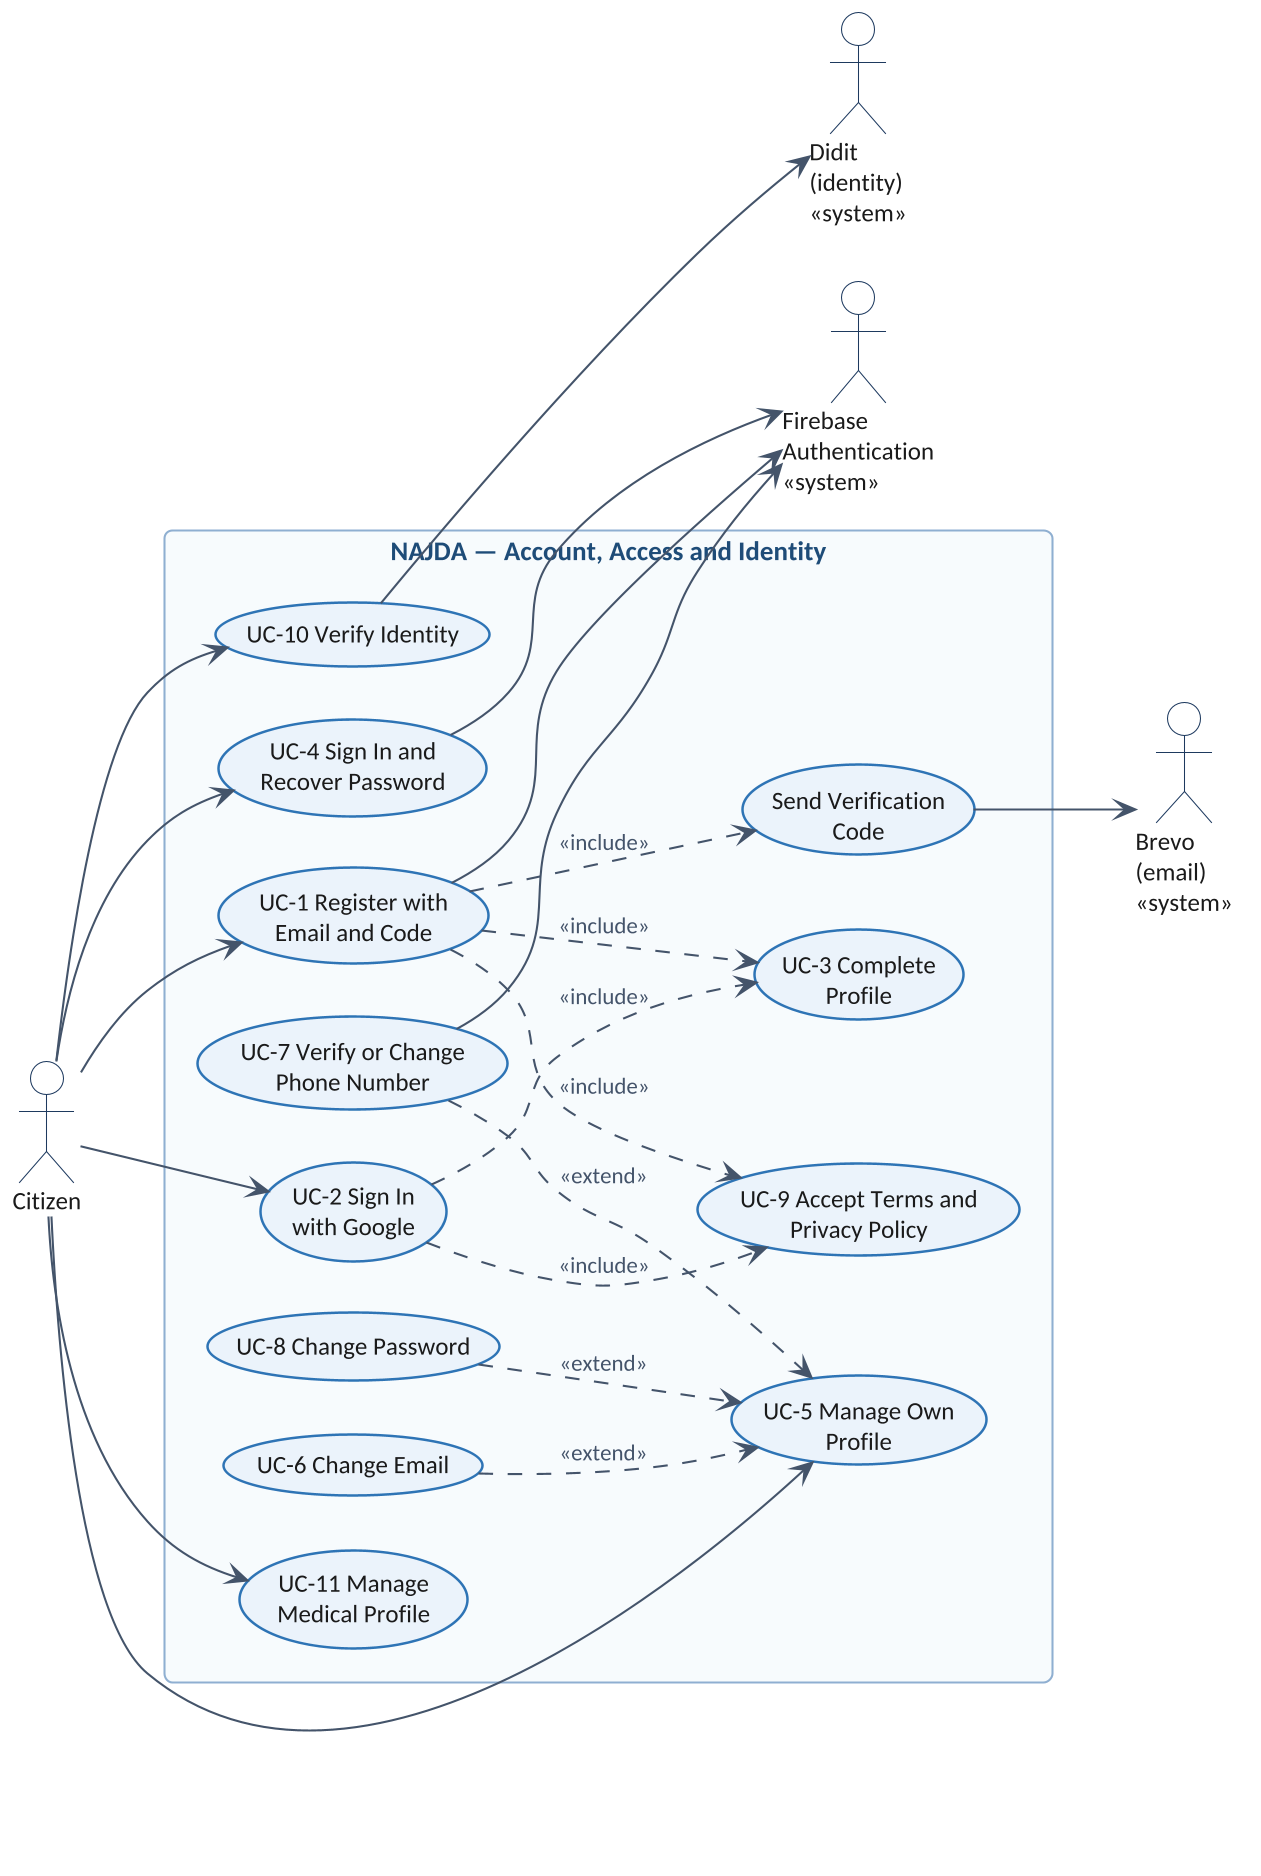 Didit
(identity)
«system»
Firebase
Authentication
«system»
NAJDA — Account, Access and Identity
UC-10 Verify Identity
UC-4 Sign In and
Recover Password
Send Verification
Code
Brevo
(email)
«system»
«include»
UC-1 Register with
Email and Code
«include»
UC-3 Complete
Profile
«include»
UC-7 Verify or Change
Phone Number
«include»
«extend»
Citizen
UC-2 Sign In
with Google
UC-9 Accept Terms and
Privacy Policy
«include»
UC-8 Change Password
«extend»
UC-5 Manage Own
Profile
UC-6 Change Email
«extend»
UC-11 Manage
Medical Profile